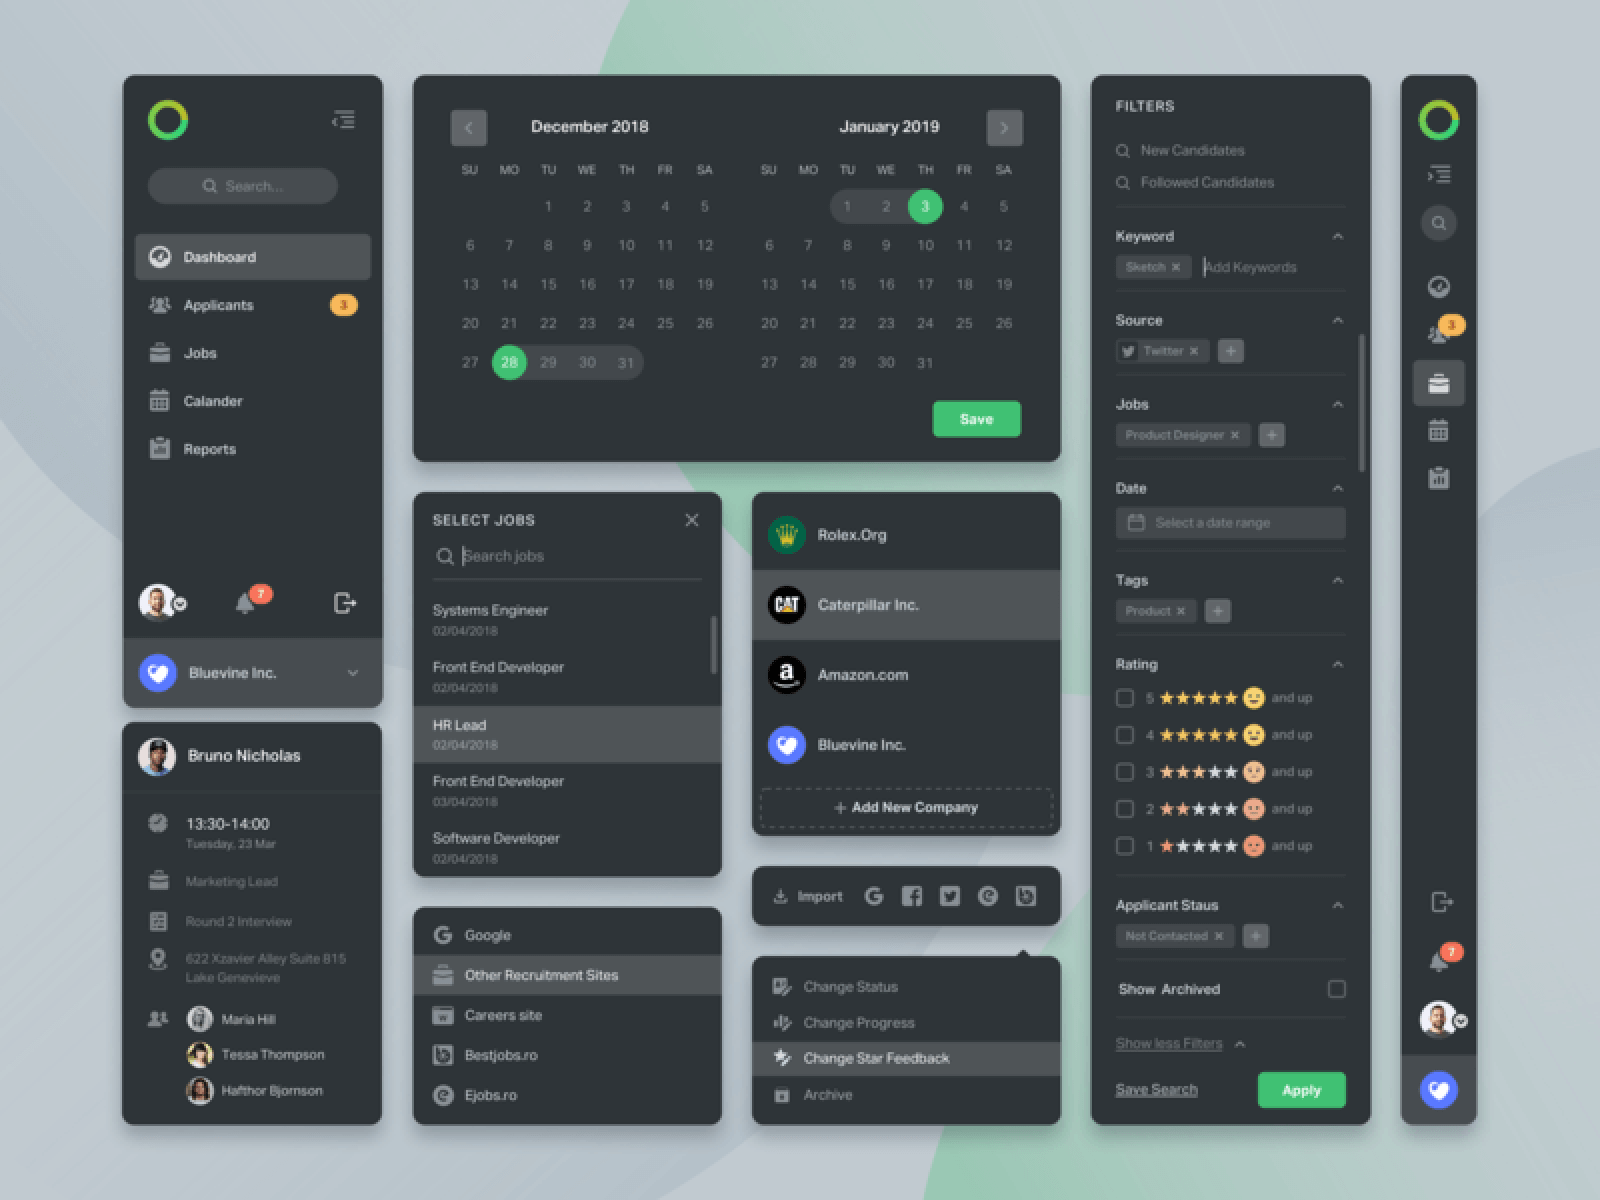 Search...
Dashboard
Applicants 3
Jobs
Calander
Reports
7
Bluevine Inc.
Bruno Nicholas
13:30-14:00
Tuesday, 23 Mar
Marketing Lead
Round 2 Interview
622 Xzavier Alley Suite 815
Lake Genevieve
Maria Hill
Tessa Thompson
Hafthor Bjornson
December 2018
SU MO TU WE TH FR SA
1 2 3 4 5
6 7 8 9 10 11 12
13 14 15 16 17 18 19
20 21 22 23 24 25 26
27 28 29 30 31
January 2019
SU MO TU WE TH FR SA
1 2 3 4 5
6 7 8 9 10 11 12
13 14 15 16 17 18 19
20 21 22 23 24 25 26
27 28 29 30 31
Save
SELECT JOBS
Search jobs
Systems Engineer
02/04/2018
Front End Developer
02/04/2018
HR Lead
02/04/2018
Front End Developer
03/04/2018
Software Developer
02/04/2018
Google
Other Recruitment Sites
Careers site
Bestjobs.ro
Ejobs.ro
Rolex.Org
CAT Caterpillar Inc.
a Amazon.com
Bluevine Inc.
+ Add New Company
Import
Change Status
Change Progress
Change Star Feedback
Archive
FILTERS
New Candidates
Followed Candidates
Keyword
Sketch × Add Keywords
Source
Twitter × +
Jobs
Product Designer × +
Date
Select a date range
Tags
Product × +
Rating
5 ★★★★★ and up
4 ★★★★★ and up
3 ★★★★★ and up
2 ★★★★★ and up
1 ★★★★★ and up
Applicant Staus
Not Contacted × +
Show Archived
Show less Filters
Save Search
Apply
3
7